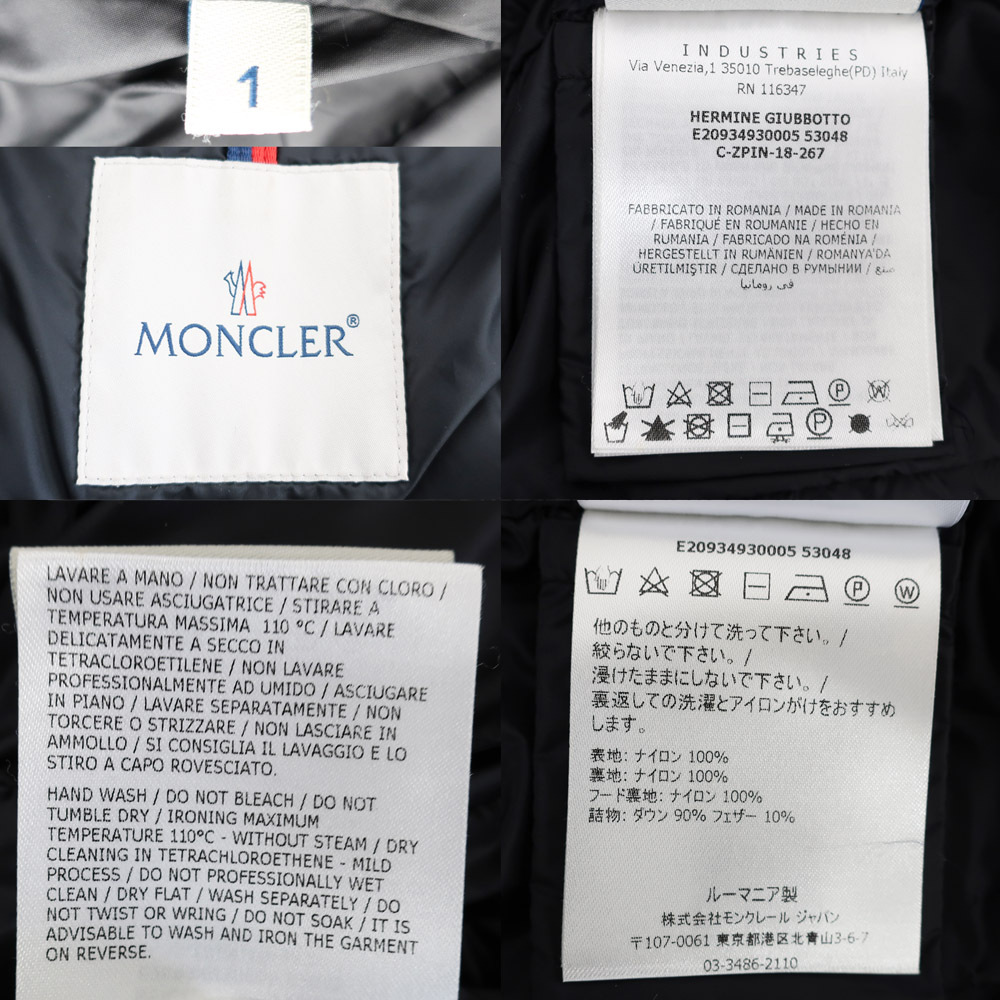 1
MONCLER®
INDUSTRIES
Via Venezia,1 35010 Trebaseleghe(PD) Italy
RN 116347
HERMINE GIUBBOTTO
E20934930005 53048
C-ZPIN-18-267
FABBRICATO IN ROMANIA / MADE IN ROMANIA
/ FABRIQUÉ EN ROUMANIE / HECHO EN
RUMANIA / FABRICADO NA ROMÉNIA /
HERGESTELLT IN RUMÄNIEN / ROMANYA'DA
ÜRETILMIŞTIR / СДЕЛАНО В РУМЫНИИ / صنع
في رومانيا
P
W
P
LAVARE A MANO / NON TRATTARE CON CLORO /
NON USARE ASCIUGATRICE / STIRARE A
TEMPERATURA MASSIMA 110 °C / LAVARE
DELICATAMENTE A SECCO IN
TETRACLOROETILENE / NON LAVARE
PROFESSIONALMENTE AD UMIDO / ASCIUGARE
IN PIANO / LAVARE SEPARATAMENTE / NON
TORCERE O STRIZZARE / NON LASCIARE IN
AMMOLLO / SI CONSIGLIA IL LAVAGGIO E LO
STIRO A CAPO ROVESCIATO.
HAND WASH / DO NOT BLEACH / DO NOT
TUMBLE DRY / IRONING MAXIMUM
TEMPERATURE 110°C - WITHOUT STEAM / DRY
CLEANING IN TETRACHLOROETHENE - MILD
PROCESS / DO NOT PROFESSIONALLY WET
CLEAN / DRY FLAT / WASH SEPARATELY / DO
NOT TWIST OR WRING / DO NOT SOAK / IT IS
ADVISABLE TO WASH AND IRON THE GARMENT
ON REVERSE.
E20934930005 53048
P
W
他のものと分けて洗って下さい。/
絞らないで下さい。/
浸けたままにしないで下さい。/
裏返しての洗濯とアイロンがけをおすすめ
します。
表地: ナイロン 100%
裏地: ナイロン 100%
フード裏地: ナイロン 100%
詰物: ダウン 90% フェザー 10%
ルーマニア製
株式会社モンクレール ジャパン
〒107-0061 東京都港区北青山3-6-7
03-3486-2110